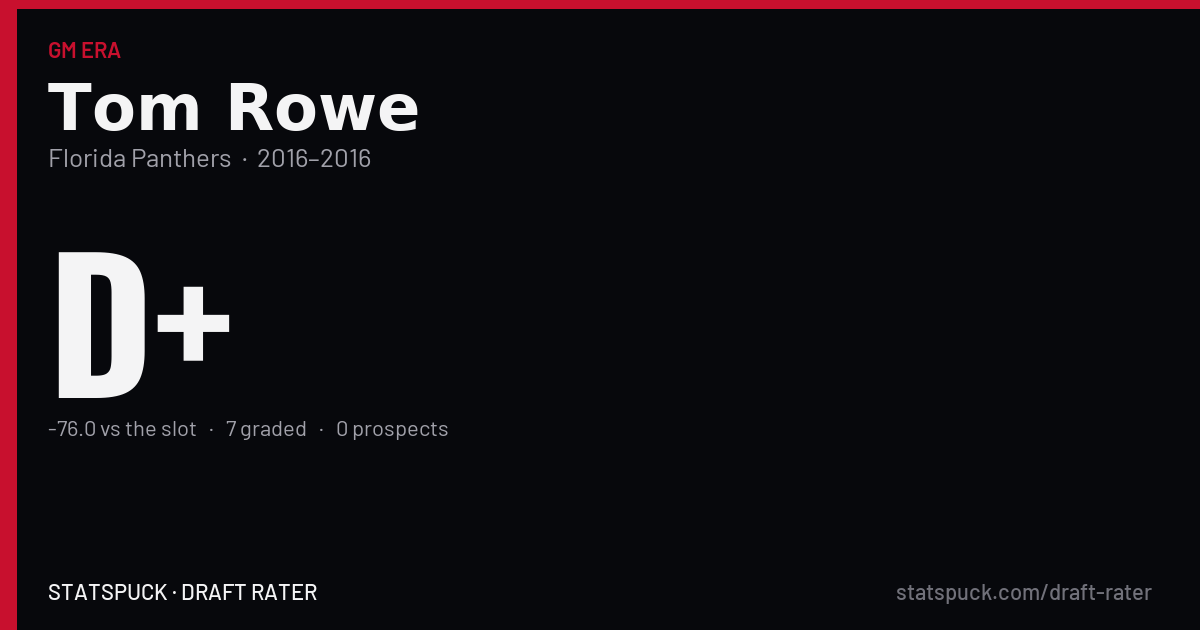 GM ERA
Tom Rowe
Florida Panthers · 2016–2016
D+
-76.0 vs the slot · 7 graded · 0 prospects
STATSPUCK · DRAFT RATER
statspuck.com/draft-rater